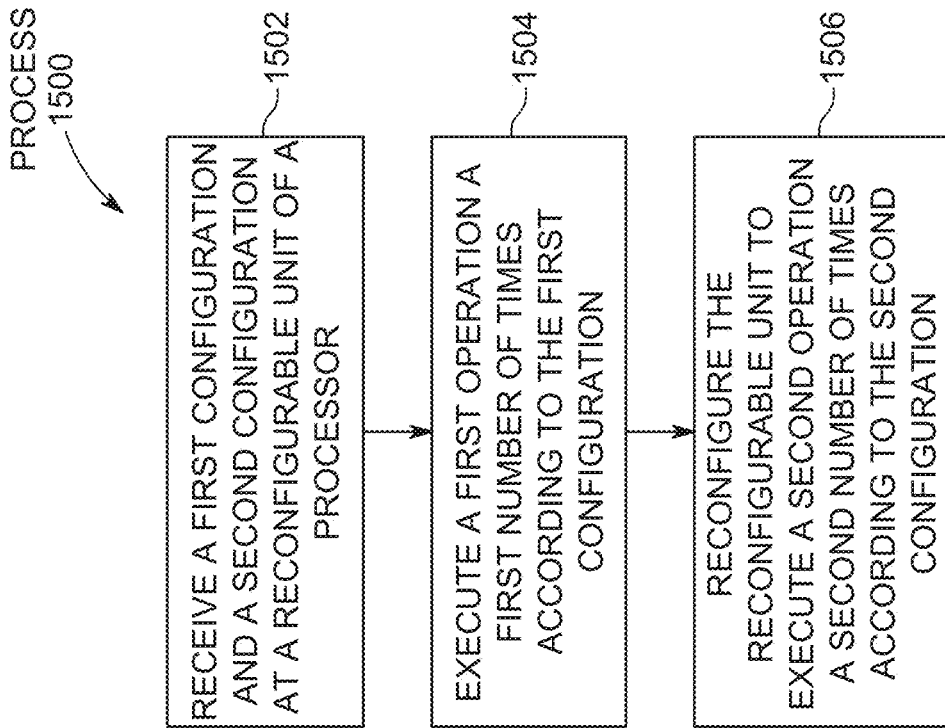 PROCESS
1500
RECEIVE A FIRST CONFIGURATION
AND A SECOND CONFIGURATION
AT A RECONFIGURABLE UNIT OF A
PROCESSOR
1502
EXECUTE A FIRST OPERATION A
FIRST NUMBER OF TIMES
ACCORDING TO THE FIRST
CONFIGURATION
1504
RECONFIGURE THE
RECONFIGURABLE UNIT TO
EXECUTE A SECOND OPERATION
A SECOND NUMBER OF TIMES
ACCORDING TO THE SECOND
CONFIGURATION
1506